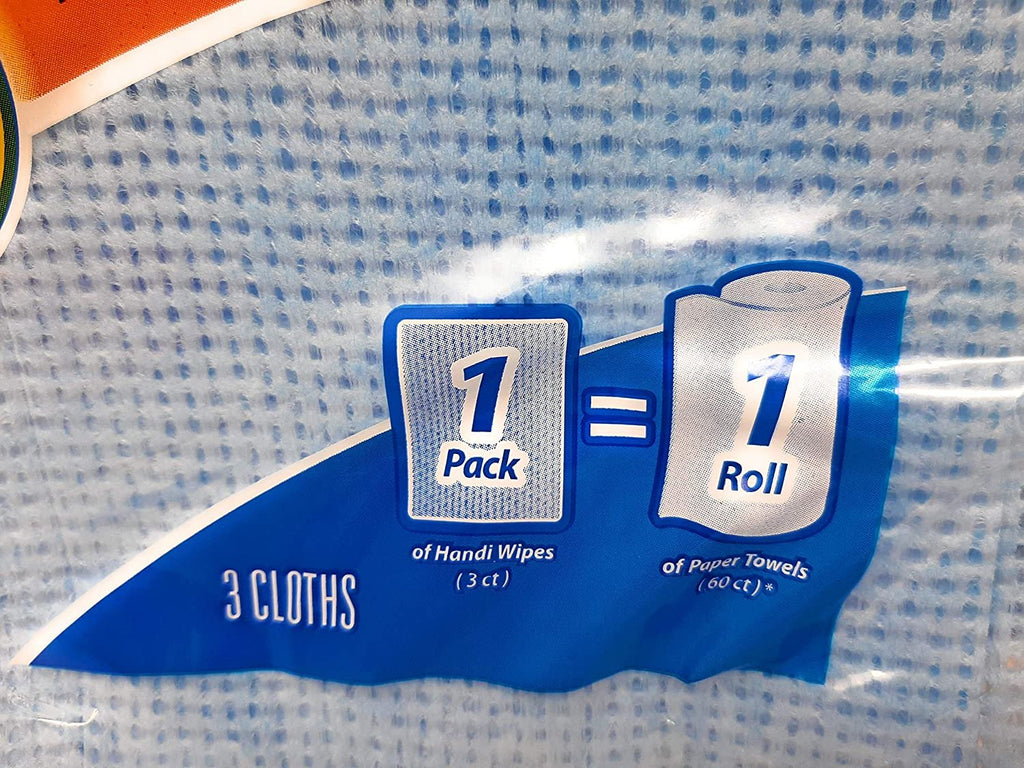 1
Pack
=
1
Roll
of Handi Wipes
(3 ct)
of Paper Towels
(60 ct)*
3 CLOTHS